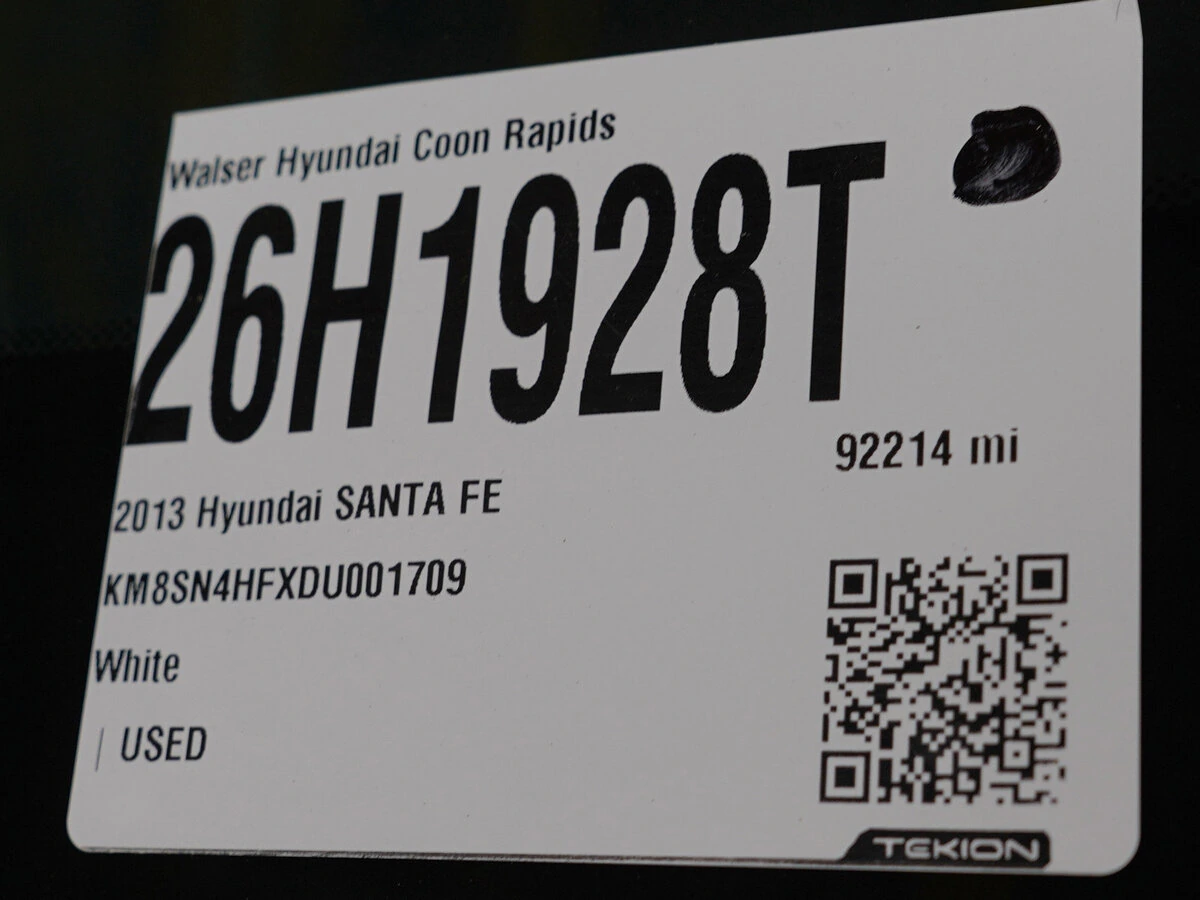 Walser Hyundai Coon Rapids
26H1928T
92214 mi
2013 Hyundai SANTA FE
KM8SN4HFXDU001709
White
| USED
TEKION